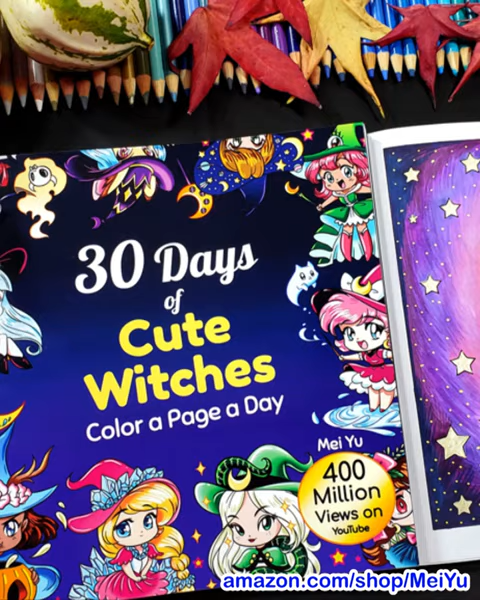 30 Days
of
Cute
Witches
Color a Page a Day
Mei Yu
400
Million
Views on
YouTube
amazon.com/shop/MeiYu